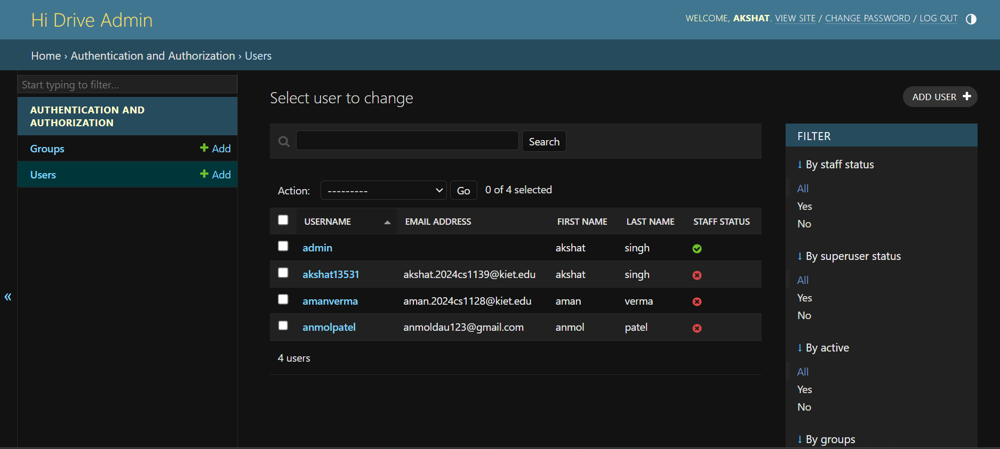 Hi Drive Admin
WELCOME, AKSHAT. VIEW SITE / CHANGE PASSWORD / LOG OUT
Home › Authentication and Authorization › Users
Start typing to filter...
AUTHENTICATION AND
AUTHORIZATION
Groups + Add
Users + Add
«
Select user to change
ADD USER +
Search
Action: --------- Go 0 of 4 selected
USERNAME EMAIL ADDRESS FIRST NAME LAST NAME STAFF STATUS
admin akshat singh
akshat13531 akshat.2024cs1139@kiet.edu akshat singh
amanverma aman.2024cs1128@kiet.edu aman verma
anmolpatel anmoldau123@gmail.com anmol patel
4 users
FILTER
↓ By staff status
All
Yes
No
↓ By superuser status
All
Yes
No
↓ By active
All
Yes
No
↓ By groups